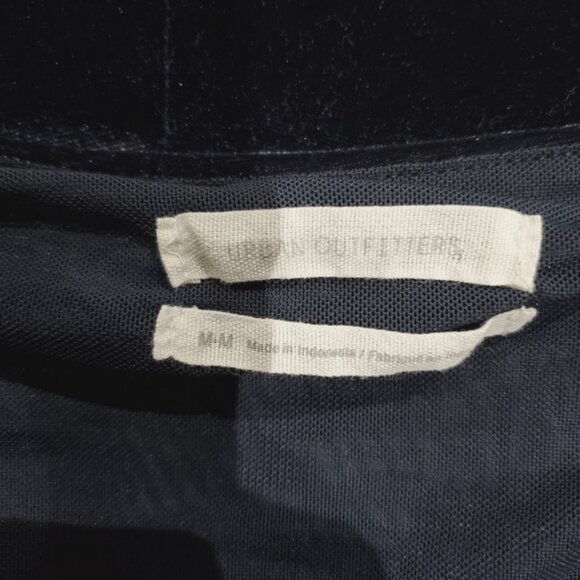 URBAN OUTFITTERS
M·M Made in Indonesia / Fabriqué en